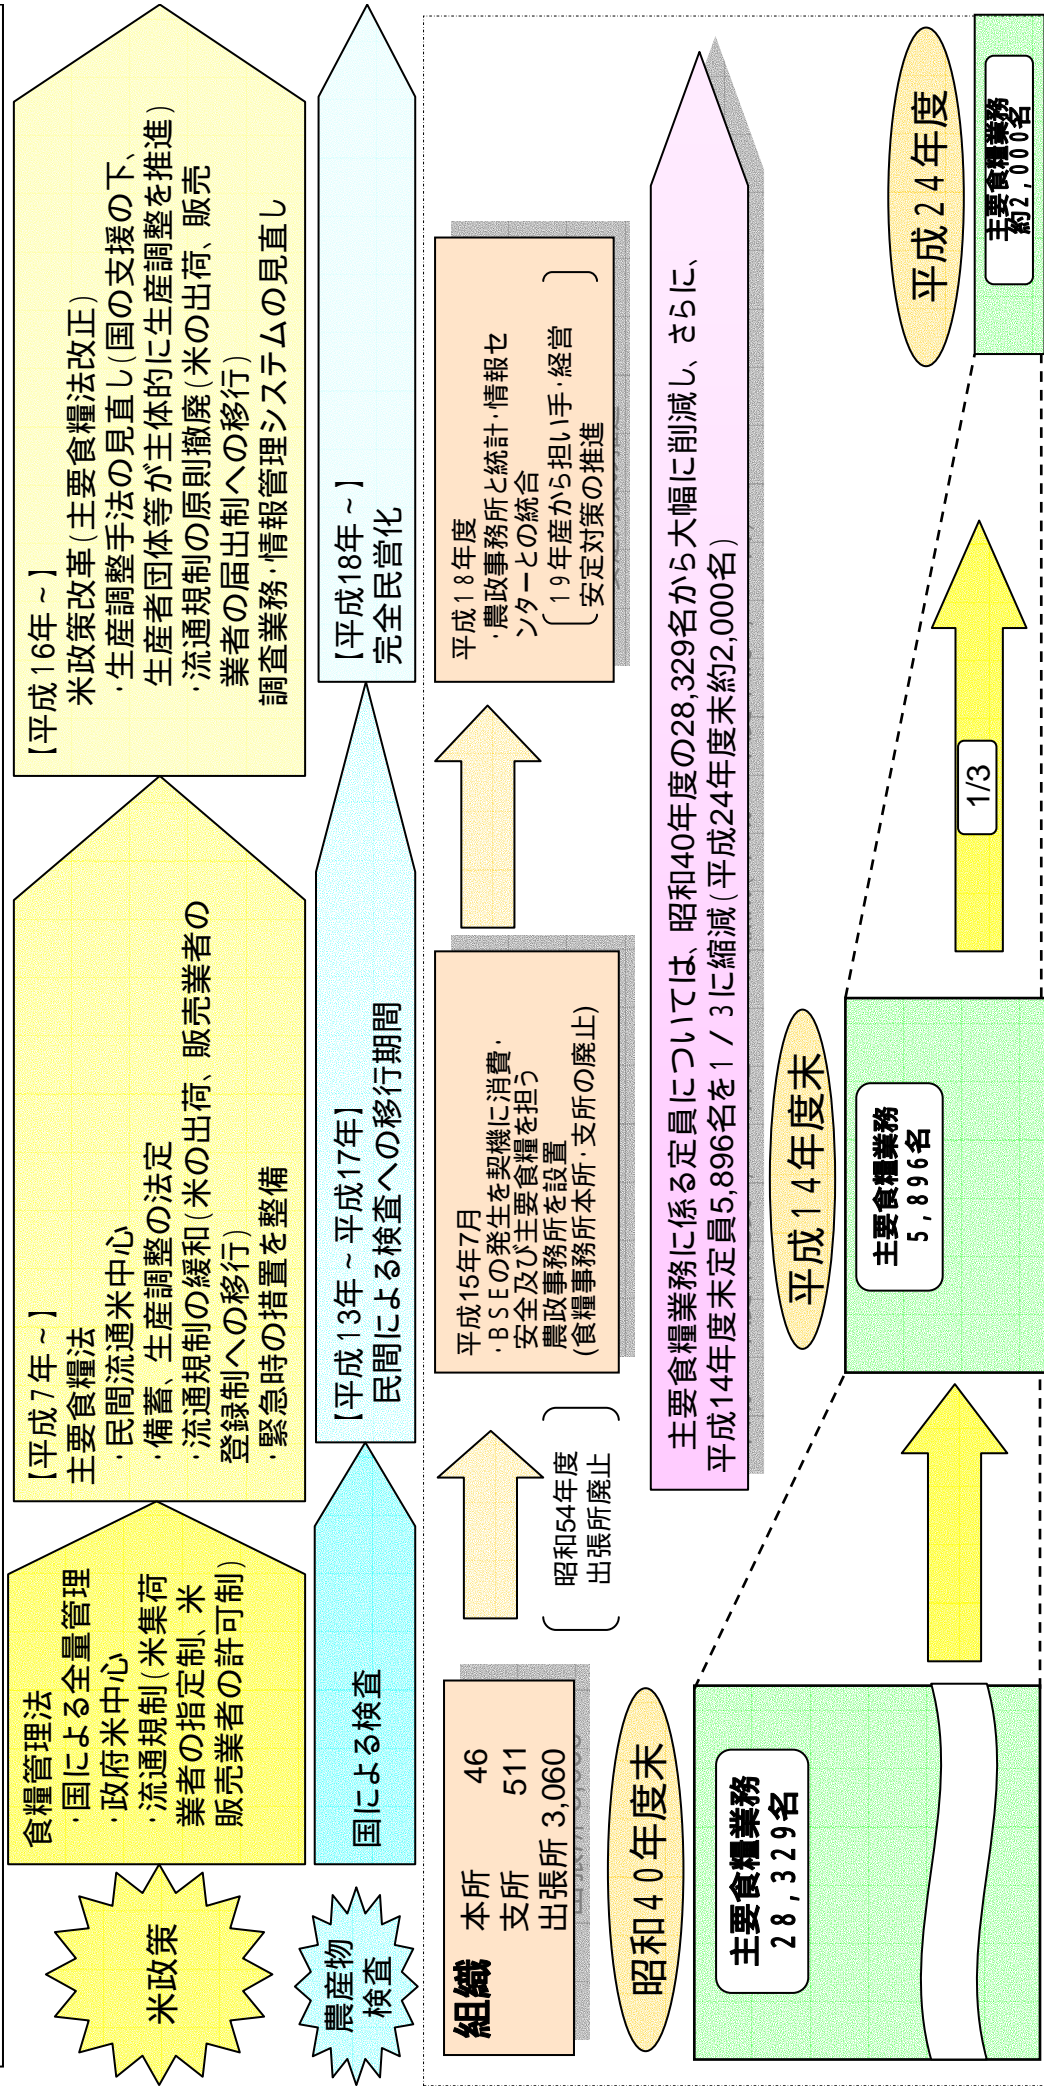 米政策
食糧管理法
・国による全量管理
・政府米中心
・流通規制(米集荷
業者の指定制、米
販売業者の許可制)
【平成7年～】
主要食糧法
・民間流通米中心
・備蓄、生産調整の法定
・流通規制の緩和(米の出荷、販売業者の
登録制への移行)
・緊急時の措置を整備
【平成16年～】
米政策改革(主要食糧法改正)
・生産調整手法の見直し(国の支援の下、
生産者団体等が主体的に生産調整を推進)
・流通規制の原則撤廃(米の出荷、販売
業者の届出制への移行)
調査業務・情報管理システムの見直し
農産物
検査
国による検査
【平成13年～平成17年】
民間による検査への移行期間
【平成18年～】
完全民営化
組織
本所 46
支所 511
出張所 3,060
昭和54年度
出張所廃止
平成15年7月
・BSEの発生を契機に消費・
安全及び主要食糧を担う
農政事務所を設置
(食糧事務所本所・支所の廃止)
平成18年度
・農政事務所と統計・情報セ
ンターとの統合
19年産から担い手・経営
安定対策の推進
主要食糧業務に係る定員については、昭和40年度の28,329名から大幅に削減し、さらに、
平成14年度末定員5,896名を1/3に縮減(平成24年度末約2,000名)
昭和40年度末
主要食糧業務
28,329名
平成14年度末
主要食糧業務
5,896名
1/3
平成24年度
主要食糧業務
約2,000名